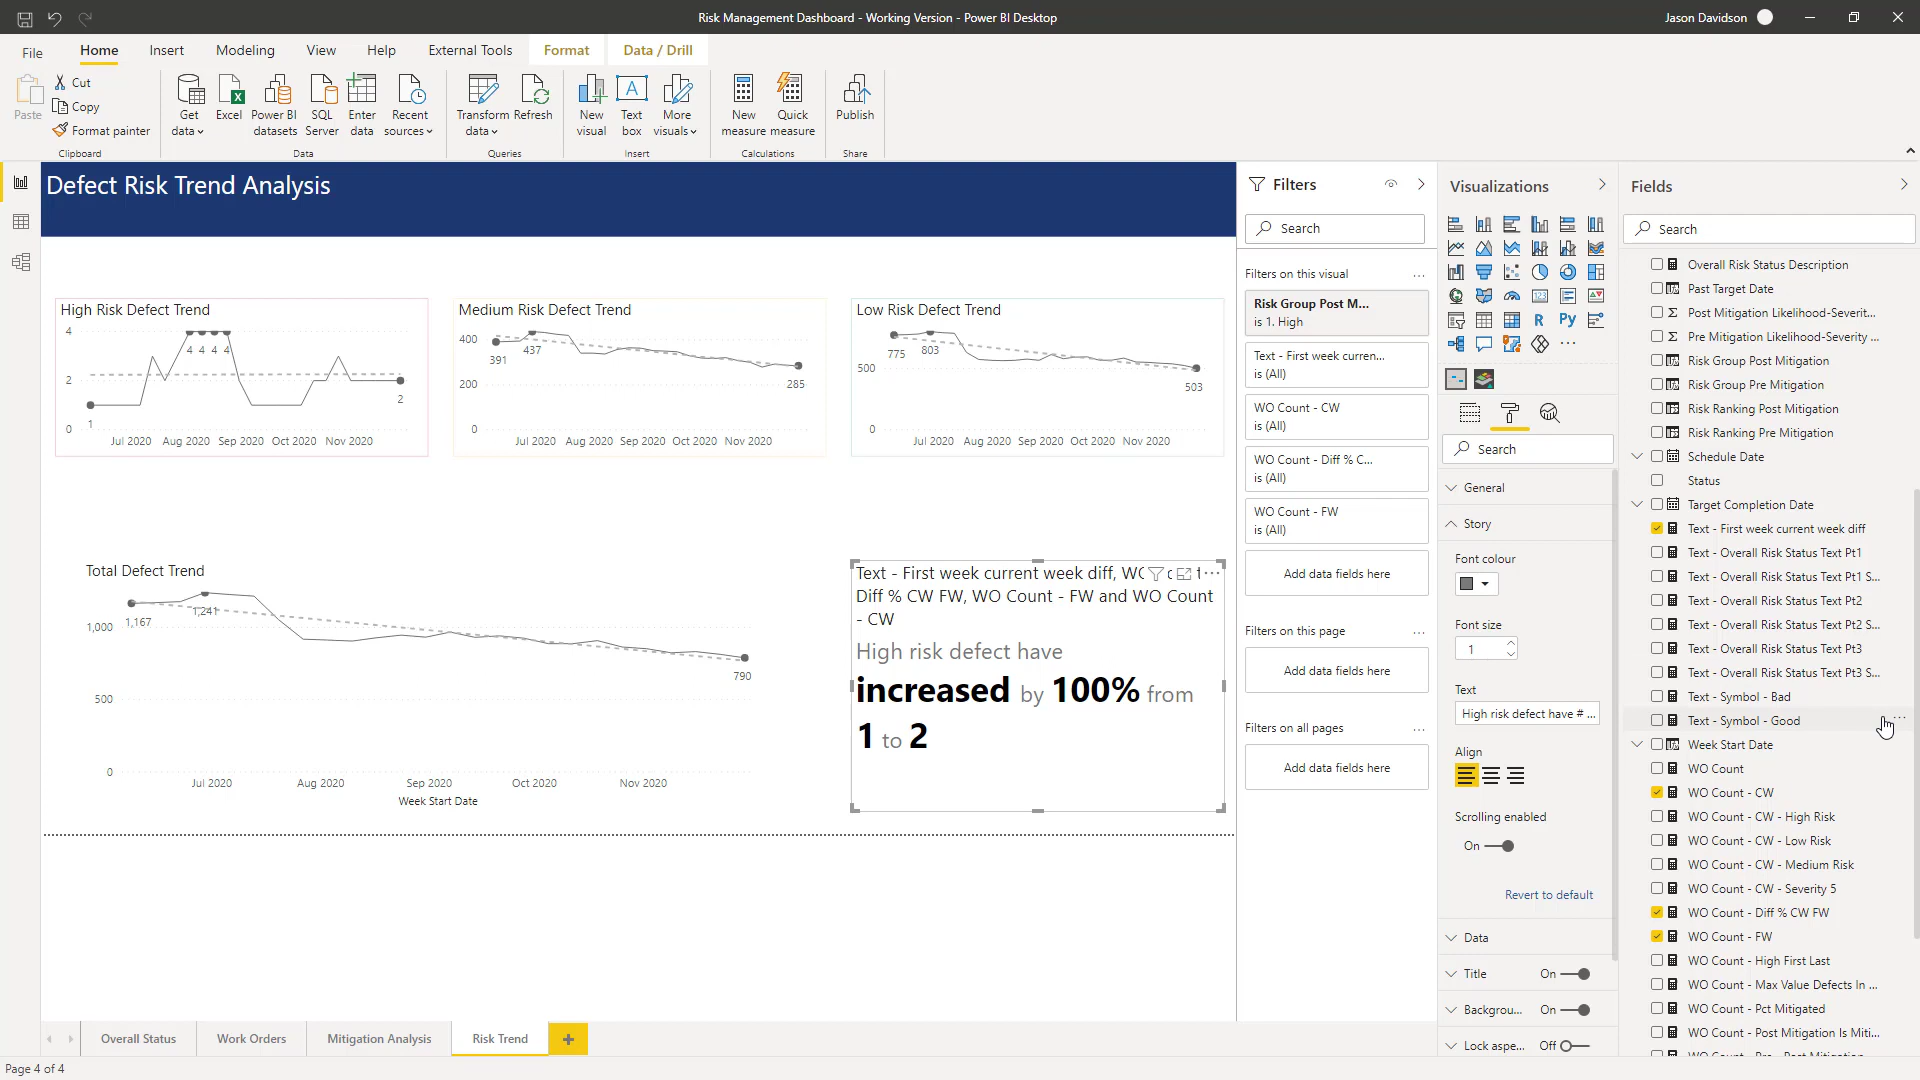 Risk Management Dashboard - Working Version - Power BI Desktop
Jason Davidson
File
Home
Insert
Modeling
View
Help
External Tools
Format
Data / Drill
Paste
Cut
Copy
Format painter
Clipboard
Get data
Excel
Power BI datasets
SQL Server
Enter data
Recent sources
Data
Transform data
Refresh
Queries
New visual
Text box
More visuals
Insert
New measure
Quick measure
Calculations
Publish
Share
Defect Risk Trend Analysis
High Risk Defect Trend
4
2
0
1
4 4 4 4
2
Jul 2020 Aug 2020 Sep 2020 Oct 2020 Nov 2020
Medium Risk Defect Trend
400
200
0
391
437
285
Jul 2020 Aug 2020 Sep 2020 Oct 2020 Nov 2020
Low Risk Defect Trend
500
0
775
803
503
Jul 2020 Aug 2020 Sep 2020 Oct 2020 Nov 2020
Total Defect Trend
1,000
500
0
1,167
1,241
790
Jul 2020 Aug 2020 Sep 2020 Oct 2020 Nov 2020
Week Start Date
Text - First week current week diff,
Diff % CW FW, WO Count - FW and WO Count
- CW
High risk defect have
increased by 100% from
1 to 2
Filters
Search
Filters on this visual
Risk Group Post M...
is 1. High
Text - First week curren...
is (All)
WO Count - CW
is (All)
WO Count - Diff % C...
is (All)
WO Count - FW
is (All)
Add data fields here
Filters on this page
Add data fields here
Filters on all pages
Add data fields here
Visualizations
R
Py
Search
General
Story
Font colour
Font size
1
Text
High risk defect have # ...
Align
Scrolling enabled
On
Revert to default
Data
Title On
Backgrou... On
Lock aspe... Off
Fields
Search
Overall Risk Status Description
Past Target Date
Post Mitigation Likelihood-Severit...
Pre Mitigation Likelihood-Severity ...
Risk Group Post Mitigation
Risk Group Pre Mitigation
Risk Ranking Post Mitigation
Risk Ranking Pre Mitigation
Schedule Date
Status
Target Completion Date
Text - First week current week diff
Text - Overall Risk Status Text Pt1
Text - Overall Risk Status Text Pt1 S...
Text - Overall Risk Status Text Pt2
Text - Overall Risk Status Text Pt2 S...
Text - Overall Risk Status Text Pt3
Text - Overall Risk Status Text Pt3 S...
Text - Symbol - Bad
Text - Symbol - Good
Week Start Date
WO Count
WO Count - CW
WO Count - CW - High Risk
WO Count - CW - Low Risk
WO Count - CW - Medium Risk
WO Count - CW - Severity 5
WO Count - Diff % CW FW
WO Count - FW
WO Count - High First Last
WO Count - Max Value Defects In ...
WO Count - Pct Mitigated
WO Count - Post Mitigation Is Miti...
Overall Status
Work Orders
Mitigation Analysis
Risk Trend
Page 4 of 4